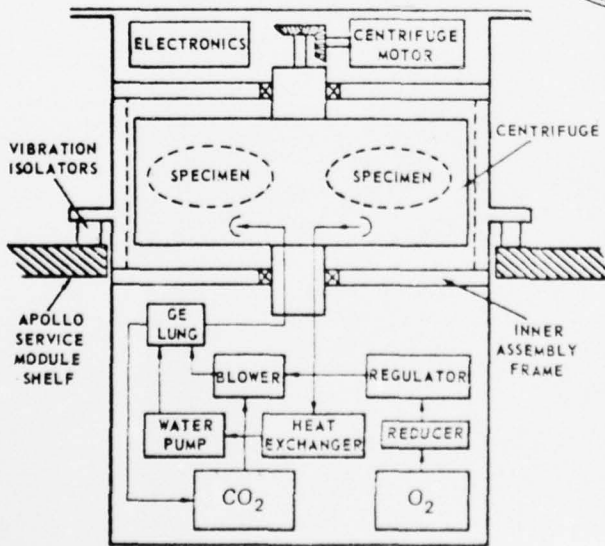 ELECTRONICS
CENTRIFUGE
MOTOR
CENTRIFUGE
VIBRATION
ISOLATORS
SPECIMEN
SPECIMEN
APOLLO
SERVICE
MODULE
SHELF
GE
LUNG
INNER
ASSEMBLY
FRAME
BLOWER
REGULATOR
WATER
PUMP
HEAT
EXCHANGER
REDUCER
CO₂
O₂